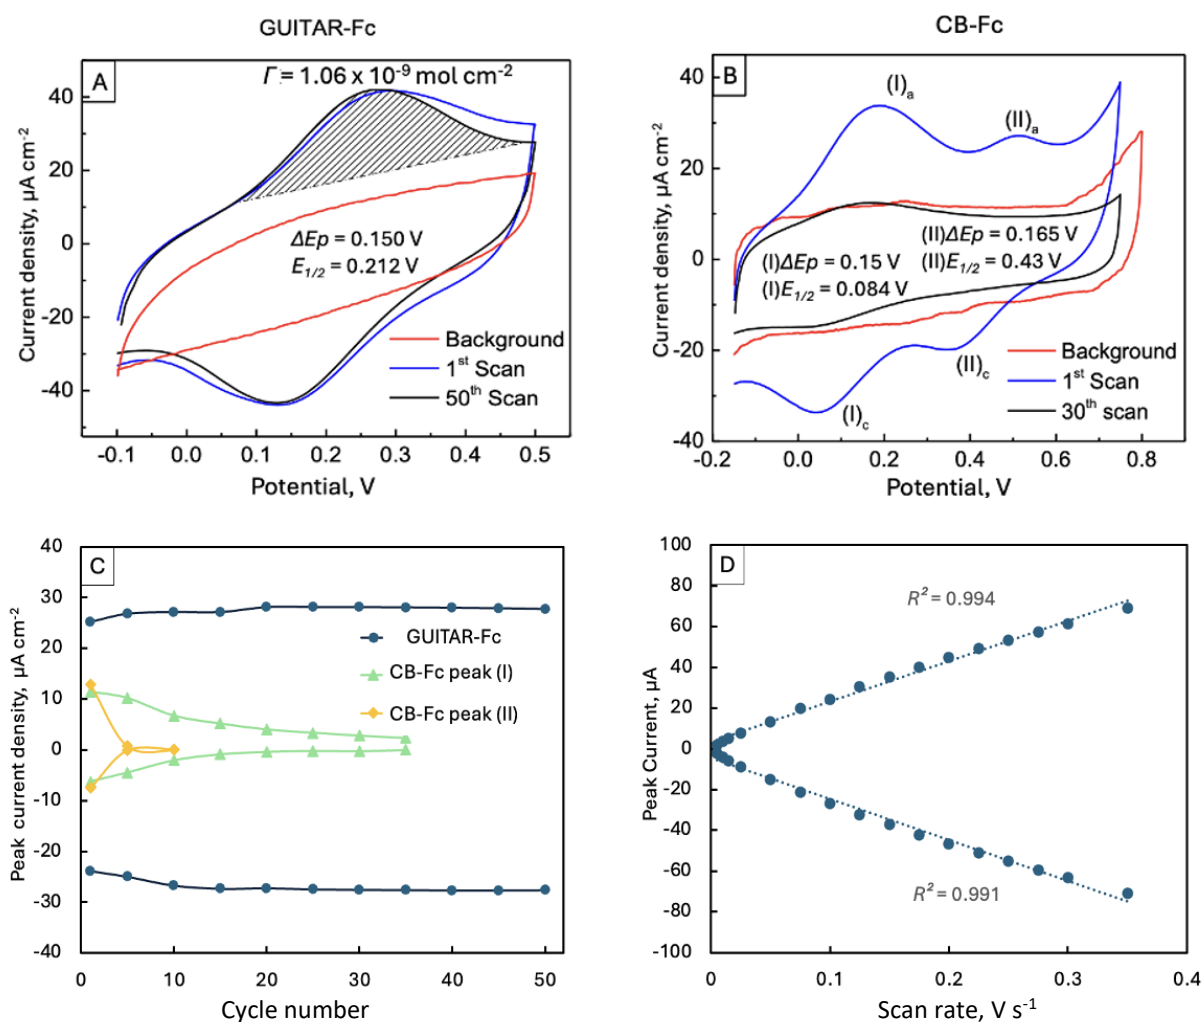 GUITAR-Fc
CB-Fc
A
Γ = 1.06 x 10-9 mol cm-2
40
20
0
-20
-40
Current density, µA cm-2
ΔEp = 0.150 V
E1/2 = 0.212 V
Background
1st Scan
50th Scan
-0.1 0.0 0.1 0.2 0.3 0.4 0.5
Potential, V
B
(I)a
(II)a
40
20
0
-20
-40
Current density, µA cm-2
(II)ΔEp = 0.165 V
(II)E1/2 = 0.43 V
(I)ΔEp = 0.15 V
(I)E1/2 = 0.084 V
(II)c
(I)c
Background
1st Scan
30th scan
-0.2 0.0 0.2 0.4 0.6 0.8
Potential, V
C
40
30
20
10
0
-10
-20
-30
-40
Peak current density, µA cm-2
GUITAR-Fc
CB-Fc peak (I)
CB-Fc peak (II)
0 10 20 30 40 50
Cycle number
D
100
80
60
40
20
0
-20
-40
-60
-80
-100
Peak Current, µA
R² = 0.994
R² = 0.991
0 0.1 0.2 0.3 0.4
Scan rate, V s-1